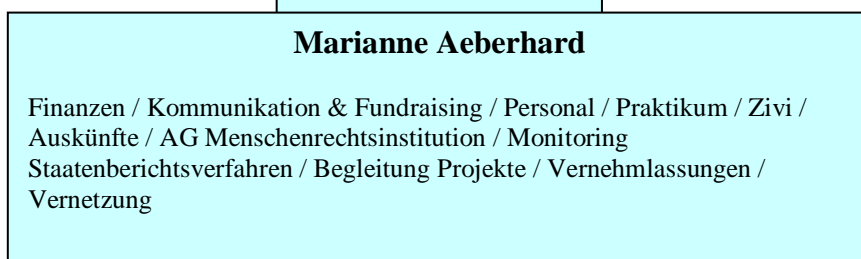 Marianne Aeberhard
Finanzen / Kommunikation & Fundraising / Personal / Praktikum / Zivi /
Auskünfte / AG Menschenrechtsinstitution / Monitoring
Staatenberichtsverfahren / Begleitung Projekte / Vernehmlassungen /
Vernetzung